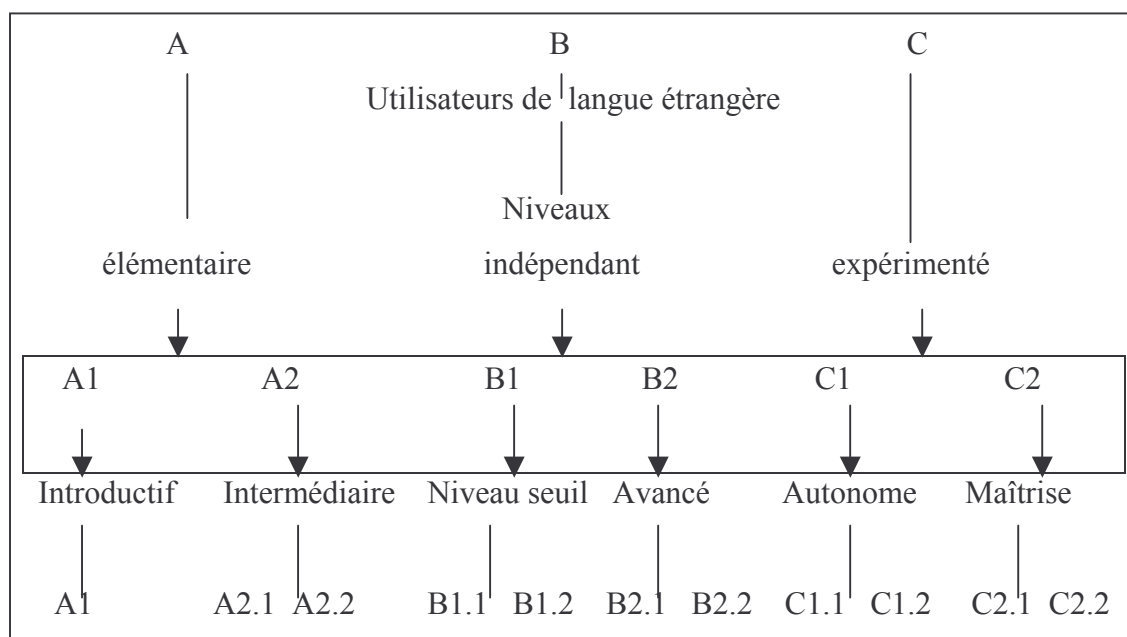 A B C
Utilisateurs de langue étrangère
Niveaux
élémentaire indépendant expérimenté
A1 A2 B1 B2 C1 C2
Introductif Intermédiaire Niveau seuil Avancé Autonome Maîtrise
A1 A2.1 A2.2 B1.1 B1.2 B2.1 B2.2 C1.1 C1.2 C2.1 C2.2